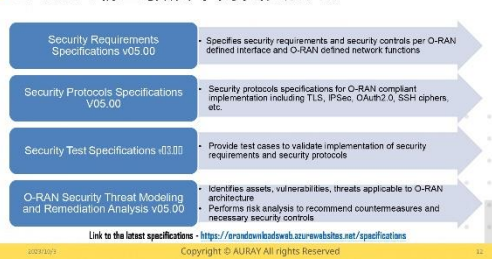 Security Requirements
Specifications v05.00
• Specifies security requirements and security controls per O-RAN
defined interface and O-RAN defined network functions
Security Protocols Specifications
V05.00
• Security protocols specifications for O-RAN compliant
implementation including TLS, IPSec, OAuth2.0, SSH ciphers,
etc.
Security Test Specifications v03.00
• Provide test cases to validate implementation of security
requirements and security protocols
O-RAN Security Threat Modeling
and Remediation Analysis v05.00
• Identifies assets, vulnerabilities, threats applicable to O-RAN
architecture
• Performs risk analysis to recommend countermeasures and
necessary security controls
Link to the latest specifications - https://orandownloadsweb.azurewebsites.net/specifications
2023/10/3
Copyright © AURAY All rights Reserved
12